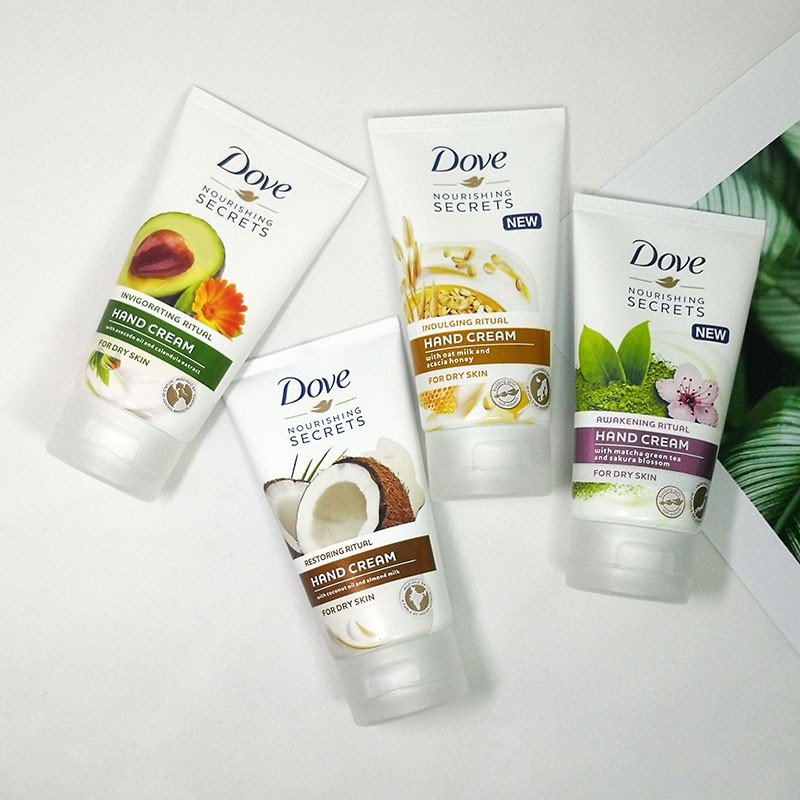 Dove
NOURISHING
SECRETS
INVIGORATING RITUAL
HAND CREAM
with avocado oil and calendula extract
FOR DRY SKIN
Dove
NOURISHING
SECRETS
NEW
INDULGING RITUAL
HAND CREAM
with oat milk and
acacia honey
FOR DRY SKIN
Dove
NOURISHING
SECRETS
NEW
AWAKENING RITUAL
HAND CREAM
with matcha green tea
and sakura blossom
FOR DRY SKIN
Dove
NOURISHING
SECRETS
RESTORING RITUAL
HAND CREAM
with coconut oil and almond milk
FOR DRY SKIN